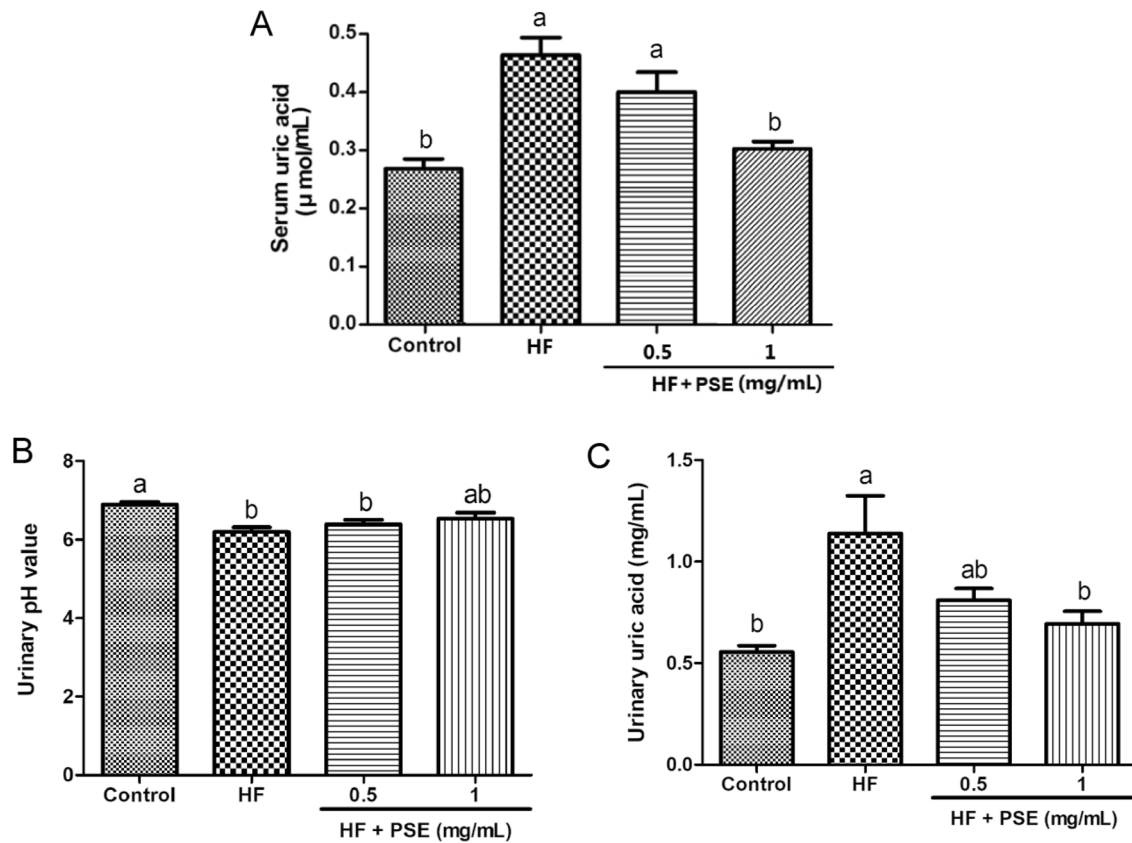 A
Serum uric acid
(μ mol/mL)
0.5
0.4
0.3
0.2
0.1
0.0
b
a
a
b
Control
HF
0.5
1
HF + PSE (mg/mL)
B
Urinary pH value
8
6
4
2
0
a
b
b
ab
Control
HF
0.5
1
HF + PSE (mg/mL)
C
Urinary uric acid (mg/mL)
1.5
1.0
0.5
0.0
b
a
ab
b
Control
HF
0.5
1
HF + PSE (mg/mL)